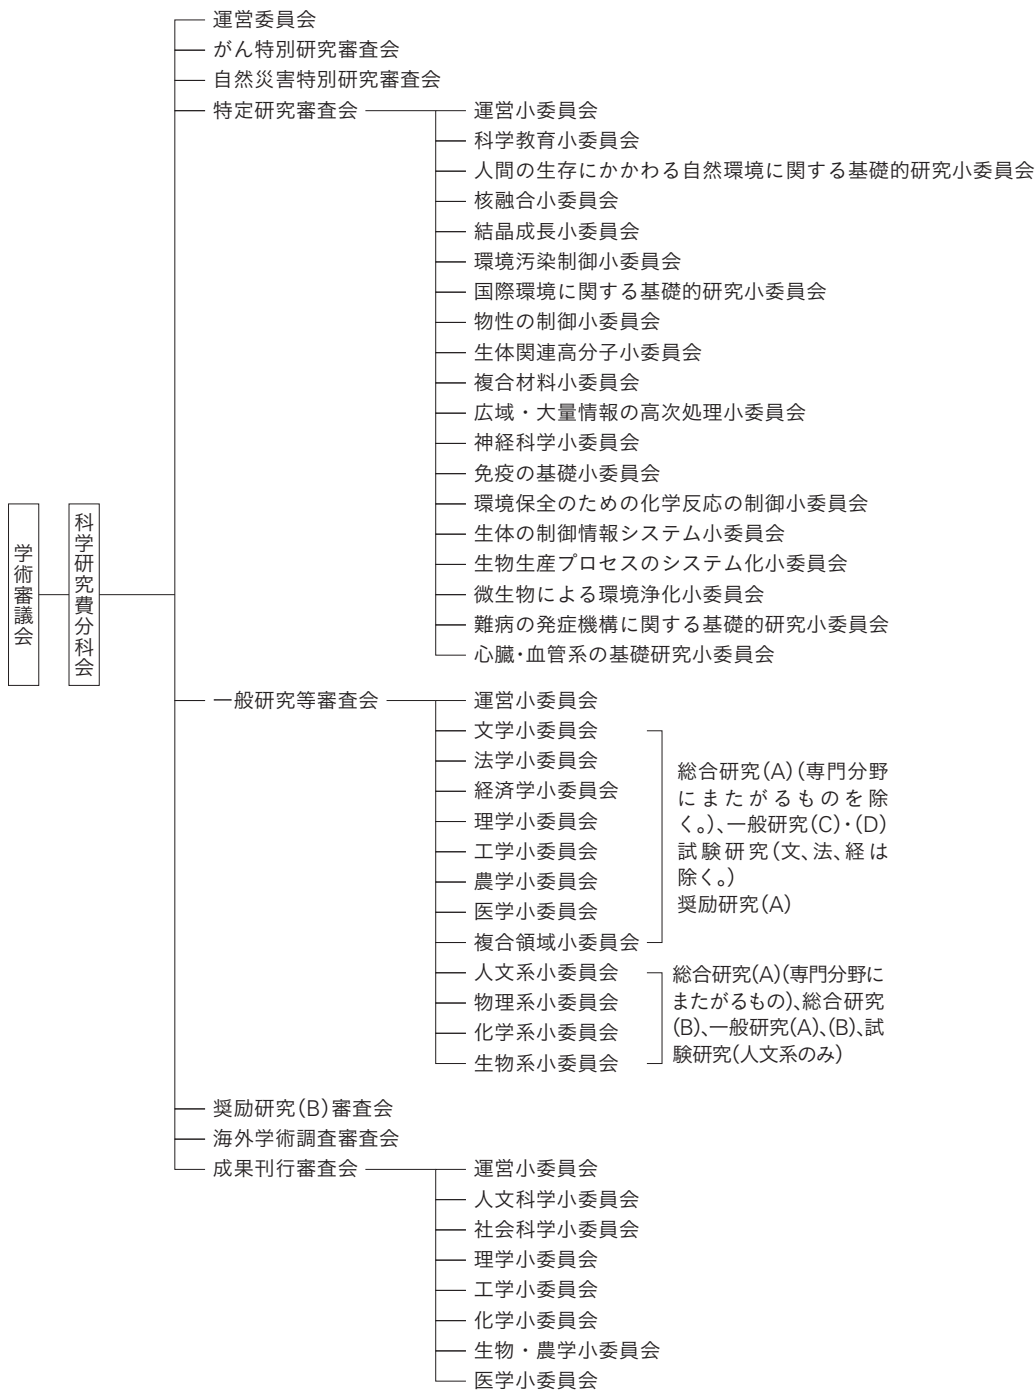 学術審議会
科学研究費分科会
運営委員会
がん特別研究審査会
自然災害特別研究審査会
特定研究審査会
運営小委員会
科学教育小委員会
人間の生存にかかわる自然環境に関する基礎的研究小委員会
核融合小委員会
結晶成長小委員会
環境汚染制御小委員会
国際環境に関する基礎的研究小委員会
物性の制御小委員会
生体関連高分子小委員会
複合材料小委員会
広域・大量情報の高次処理小委員会
神経科学小委員会
免疫の基礎小委員会
環境保全のための化学反応の制御小委員会
生体の制御情報システム小委員会
生物生産プロセスのシステム化小委員会
微生物による環境浄化小委員会
難病の発症機構に関する基礎的研究小委員会
心臓・血管系の基礎研究小委員会
一般研究等審査会
運営小委員会
文学小委員会
法学小委員会
経済学小委員会
理学小委員会
工学小委員会
農学小委員会
医学小委員会
複合領域小委員会
総合研究(A)(専門分野
にまたがるものを除
く。)、一般研究(C)・(D)
試験研究(文、法、経は
除く。)
奨励研究(A)
人文系小委員会
物理系小委員会
化学系小委員会
生物系小委員会
総合研究(A)(専門分野に
またがるもの)、総合研究
(B)、一般研究(A)、(B)、試
験研究(人文系のみ)
奨励研究(B)審査会
海外学術調査審査会
成果刊行審査会
運営小委員会
人文科学小委員会
社会科学小委員会
理学小委員会
工学小委員会
化学小委員会
生物・農学小委員会
医学小委員会